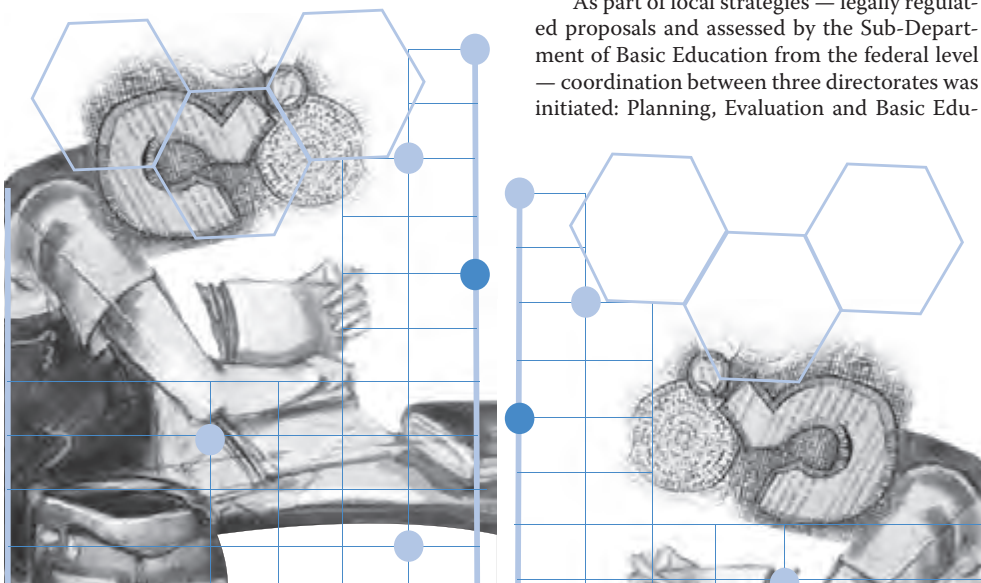 As part of local strategies — legally regulat-
ed proposals and assessed by the Sub-Depart-
ment of Basic Education from the federal level
— coordination between three directorates was
initiated: Planning, Evaluation and Basic Edu-